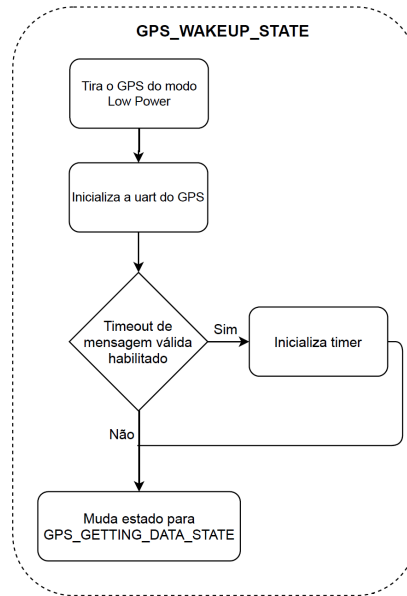 GPS_WAKEUP_STATE
Tira o GPS do modo
Low Power
Inicializa a uart do GPS
Timeout de
mensagem válida
habilitado
Sim
Inicializa timer
Não
Muda estado para
GPS_GETTING_DATA_STATE